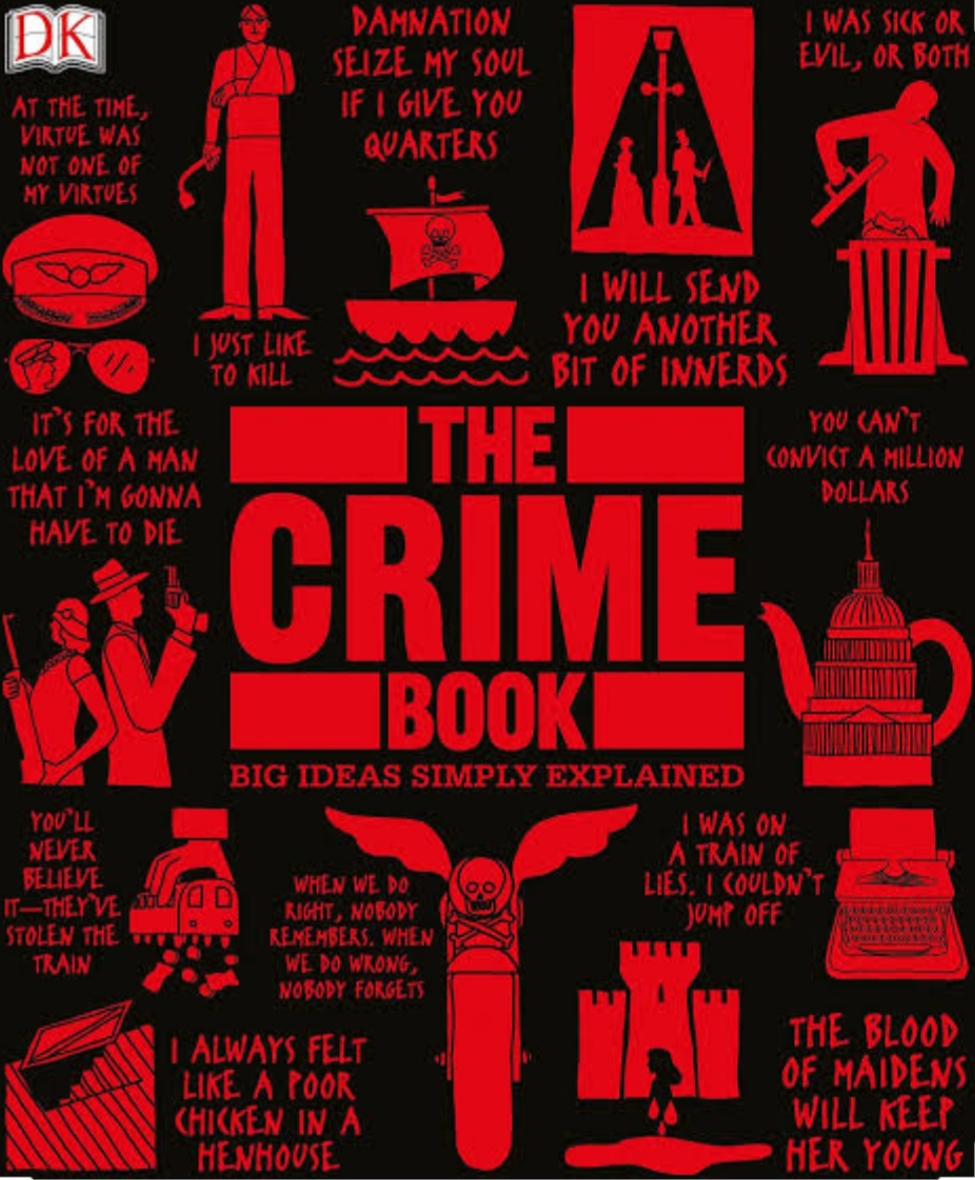 DK
AT THE TIME,
VIRTUE WAS
NOT ONE OF
MY VIRTUES
I JUST LIKE
TO KILL
DAMNATION
SEIZE MY SOUL
IF I GIVE YOU
QUARTERS
I WILL SEND
YOU ANOTHER
BIT OF INNERDS
I WAS SICK OR
EVIL, OR BOTH
IT'S FOR THE
LOVE OF A MAN
THAT I'M GONNA
HAVE TO DIE
THE
CRIME
BOOK
BIG IDEAS SIMPLY EXPLAINED
YOU CAN'T
CONVICT A MILLION
DOLLARS
YOU'LL
NEVER
BELIEVE
IT—THEY'VE
STOLEN THE
TRAIN
WHEN WE DO
RIGHT, NOBODY
REMEMBERS. WHEN
WE DO WRONG,
NOBODY FORGETS
I WAS ON
A TRAIN OF
LIES. I COULDN'T
JUMP OFF
I ALWAYS FELT
LIKE A POOR
CHICKEN IN A
HENHOUSE
THE BLOOD
OF MAIDENS
WILL KEEP
HER YOUNG